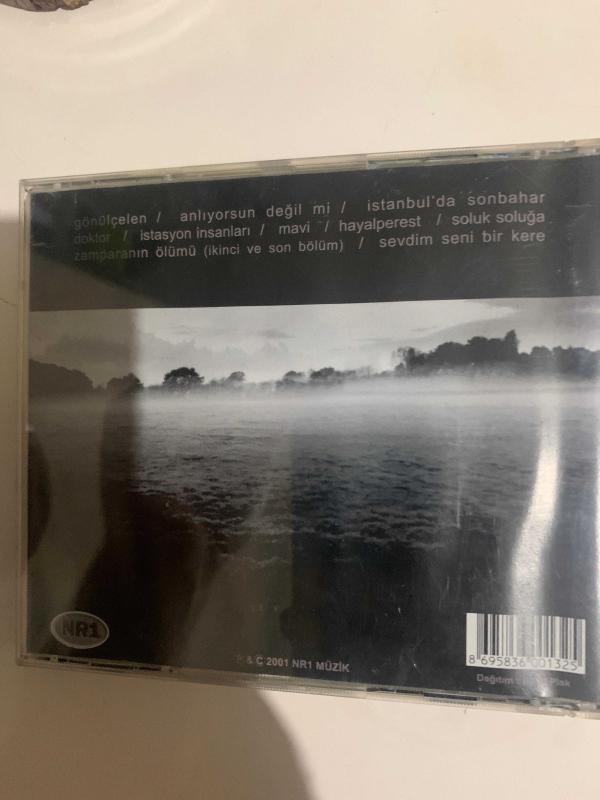 gönülçelen / anlıyorsun değil mi / istanbul'da sonbahar
doktor / istasyon insanları / mavi / hayalperest / soluk soluğa
zamparanın ölümü (ikinci ve son bölüm) / sevdim seni bir kere
NR1
& © 2001 NR1 MÜZİK
8 695836 001325
Dağıtım : Plak